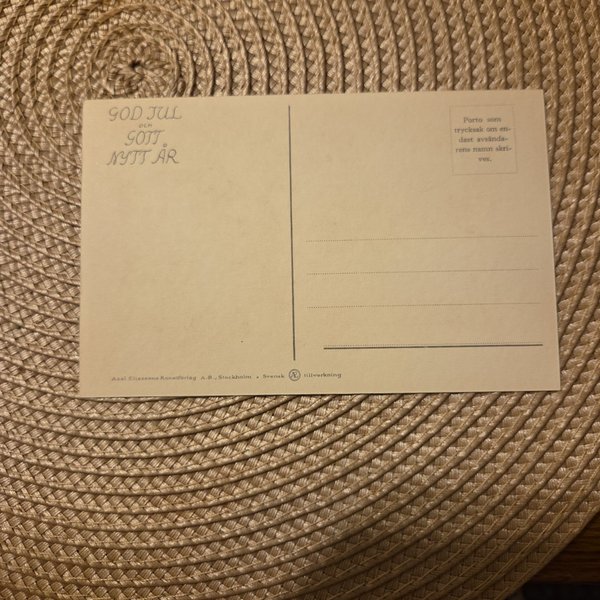 GOD JUL
OCH
GOTT
NYTT ÅR
Porto som
trycksak om en-
dast avsända-
rens namn skri-
ves.
Axel Eliassons Konstförlag A.B., Stockholm . Svensk Æ tillverkning